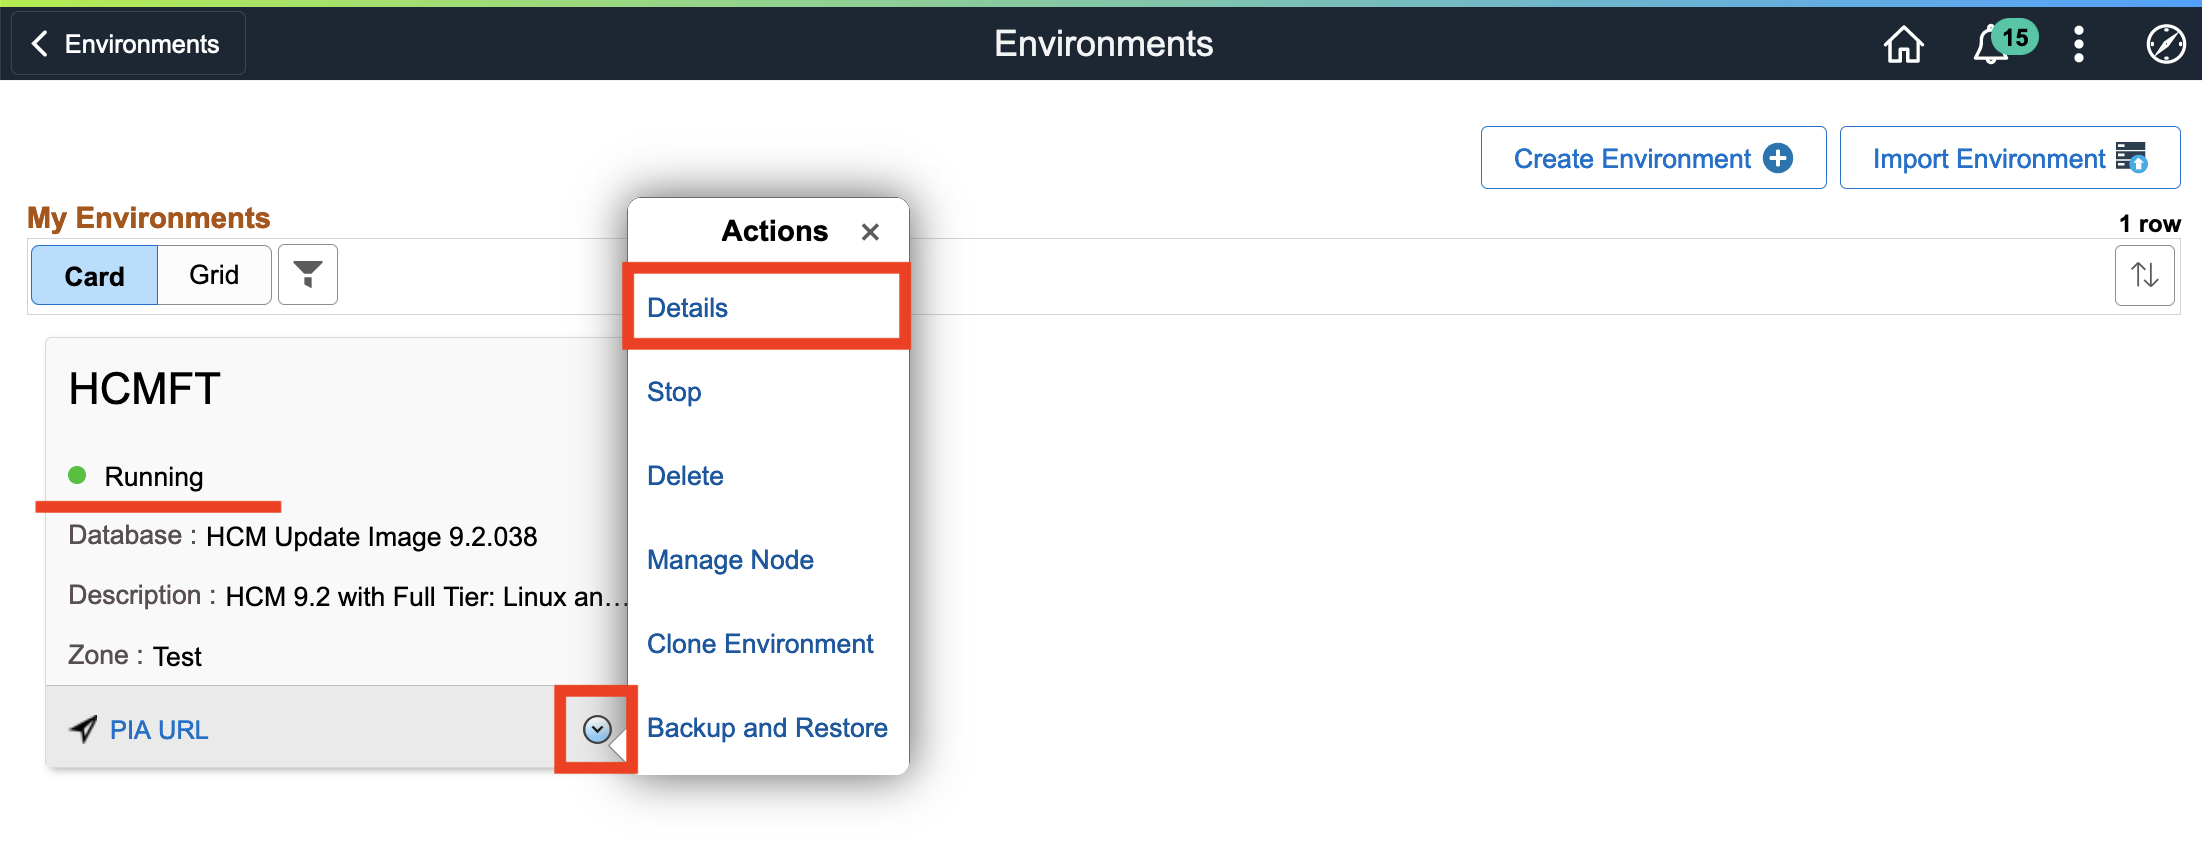 Environments
Environments
15
Create Environment
Import Environment
My Environments
1 row
Card
Grid
HCMFT
Running
Database : HCM Update Image 9.2.038
Description : HCM 9.2 with Full Tier: Linux an...
Zone : Test
PIA URL
Actions
Details
Stop
Delete
Manage Node
Clone Environment
Backup and Restore